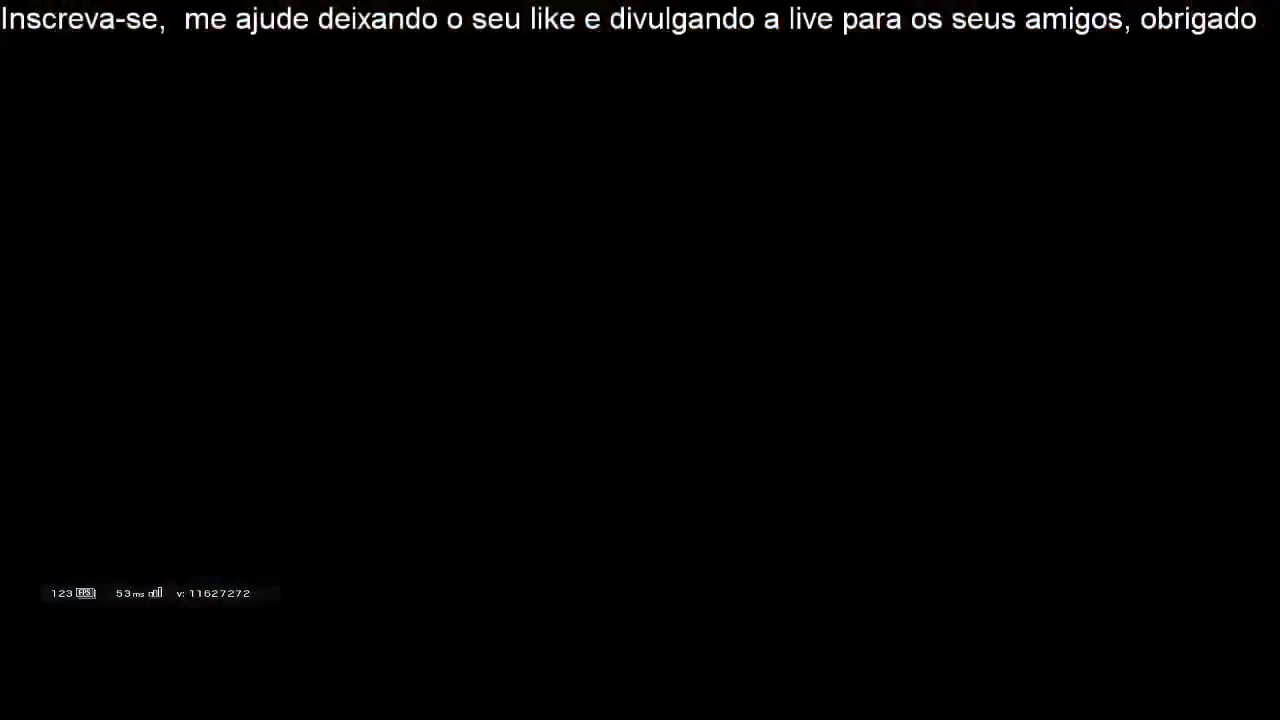 Inscreva-se,  me ajude deixando o seu like e divulgando a live para os seus amigos, obrigado
123 FPS 53 ms v: 11627272